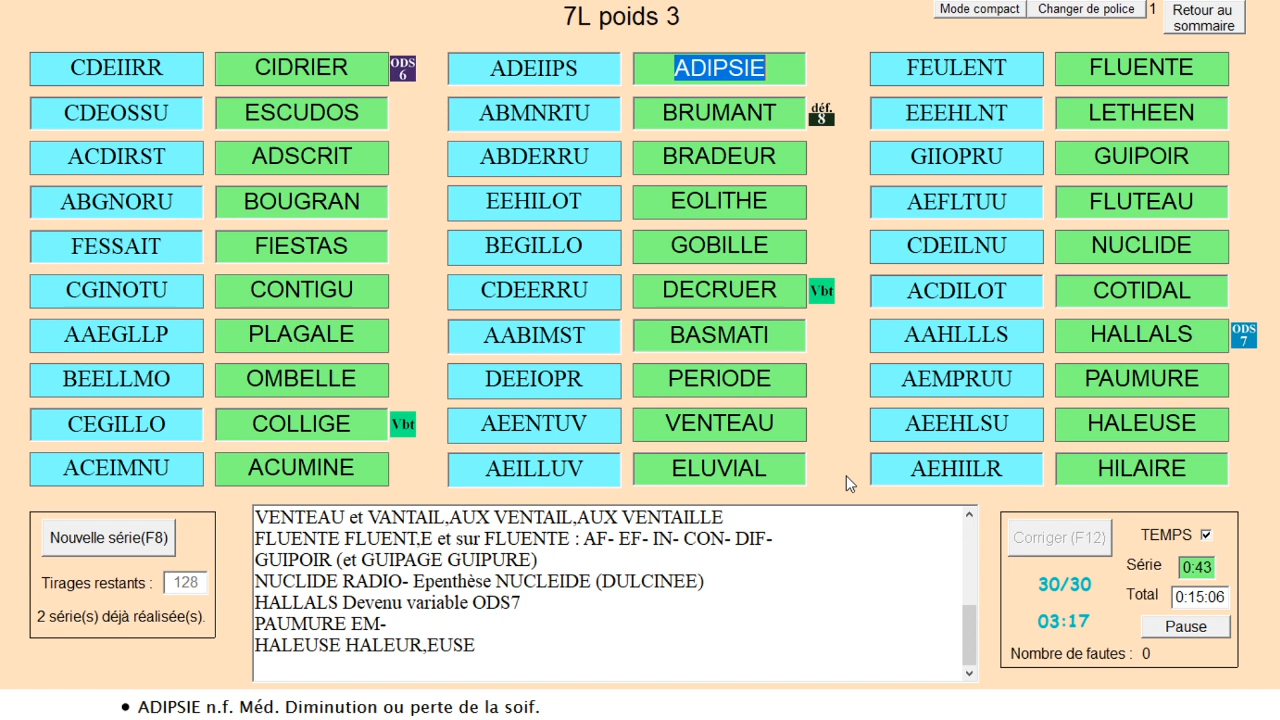 7L poids 3
Mode compact Changer de police 1 Retour au sommaire
CDEIIRR CIDRIER ODS 6 ADEIIPS ADIPSIE FEULENT FLUENTE
CDEOSSU ESCUDOS ABMNRTU BRUMANT déf. 8 EEEHLNT LETHEEN
ACDIRST ADSCRIT ABDERRU BRADEUR GIIOPRU GUIPOIR
ABGNORU BOUGRAN EEHILOT EOLITHE AEFLTUU FLUTEAU
FESSAIT FIESTAS BEGILLO GOBILLE CDEILNU NUCLIDE
CGINOTU CONTIGU CDEERRU DECRUER Vbt ACDILOT COTIDAL
AAEGLLP PLAGALE AABIMST BASMATI AAHLLLS HALLALS ODS 7
BEELLMO OMBELLE DEEIOPR PERIODE AEMPRUU PAUMURE
CEGILLO COLLIGE Vbt AEENTUV VENTEAU AEEHLSU HALEUSE
ACEIMNU ACUMINE AEILLUV ELUVIAL AEHIILR HILAIRE
Nouvelle série(F8)
Tirages restants : 128
2 série(s) déjà réalisée(s).
VENTEAU et VANTAIL,AUX VENTAIL,AUX VENTAILLE
FLUENTE FLUENT,E et sur FLUENTE : AF- EF- IN- CON- DIF-
GUIPOIR (et GUIPAGE GUIPURE)
NUCLIDE RADIO- Epenthèse NUCLEIDE (DULCINEE)
HALLALS Devenu variable ODS7
PAUMURE EM-
HALEUSE HALEUR,EUSE
Corriger (F12) TEMPS
Série 0:43
30/30
Total 0:15:06
03:17
Pause
Nombre de fautes : 0
• ADIPSIE n.f. Méd. Diminution ou perte de la soif.